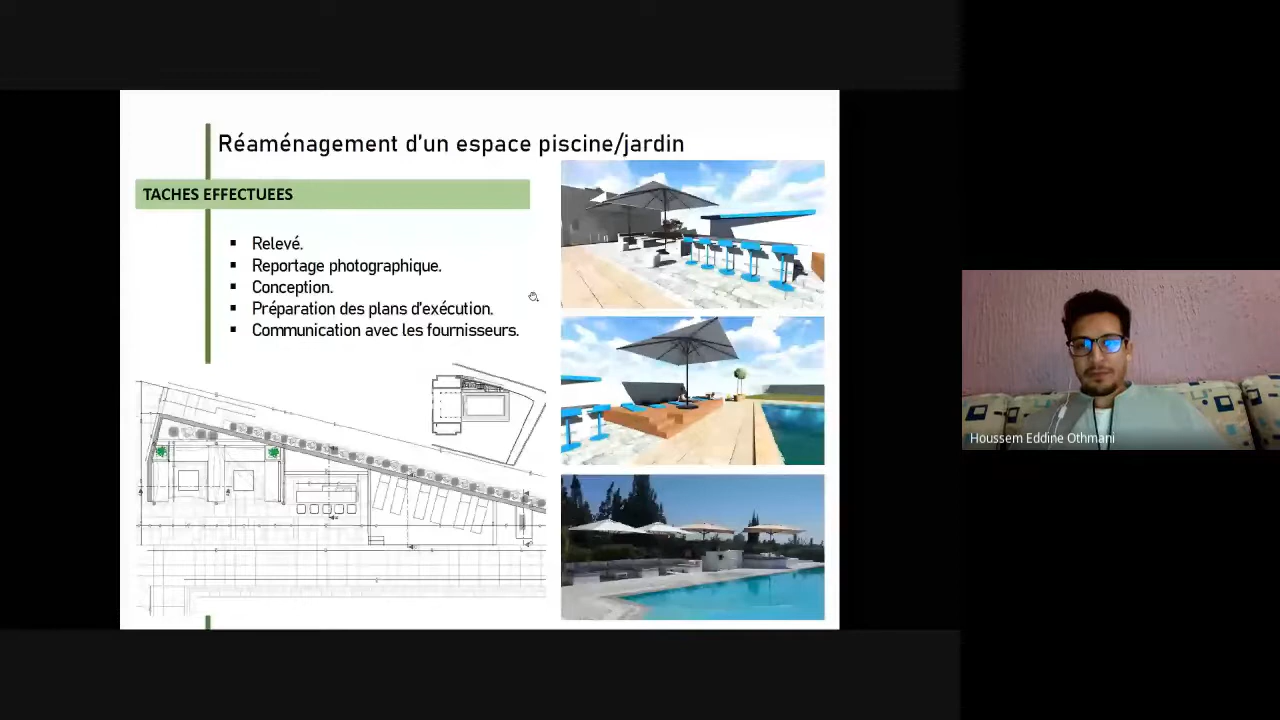 Réaménagement d'un espace piscine/jardin
TACHES EFFECTUEES
▪ Relevé.
▪ Reportage photographique.
▪ Conception.
▪ Préparation des plans d'exécution.
▪ Communication avec les fournisseurs.
Houssem Eddine Othmani